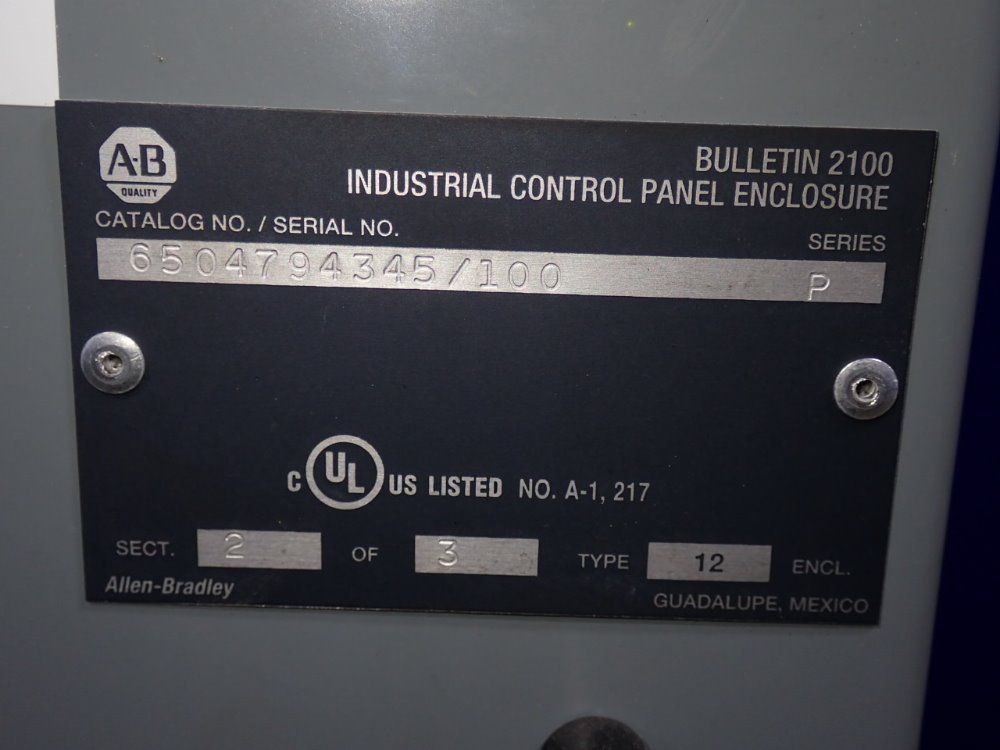 A-B
QUALITY
BULLETIN 2100
INDUSTRIAL CONTROL PANEL ENCLOSURE
CATALOG NO. / SERIAL NO. SERIES
6504794345/100 P
C UL US LISTED NO. A-1, 217
SECT. 2 OF 3 TYPE 12 ENCL.
Allen-Bradley GUADALUPE, MEXICO